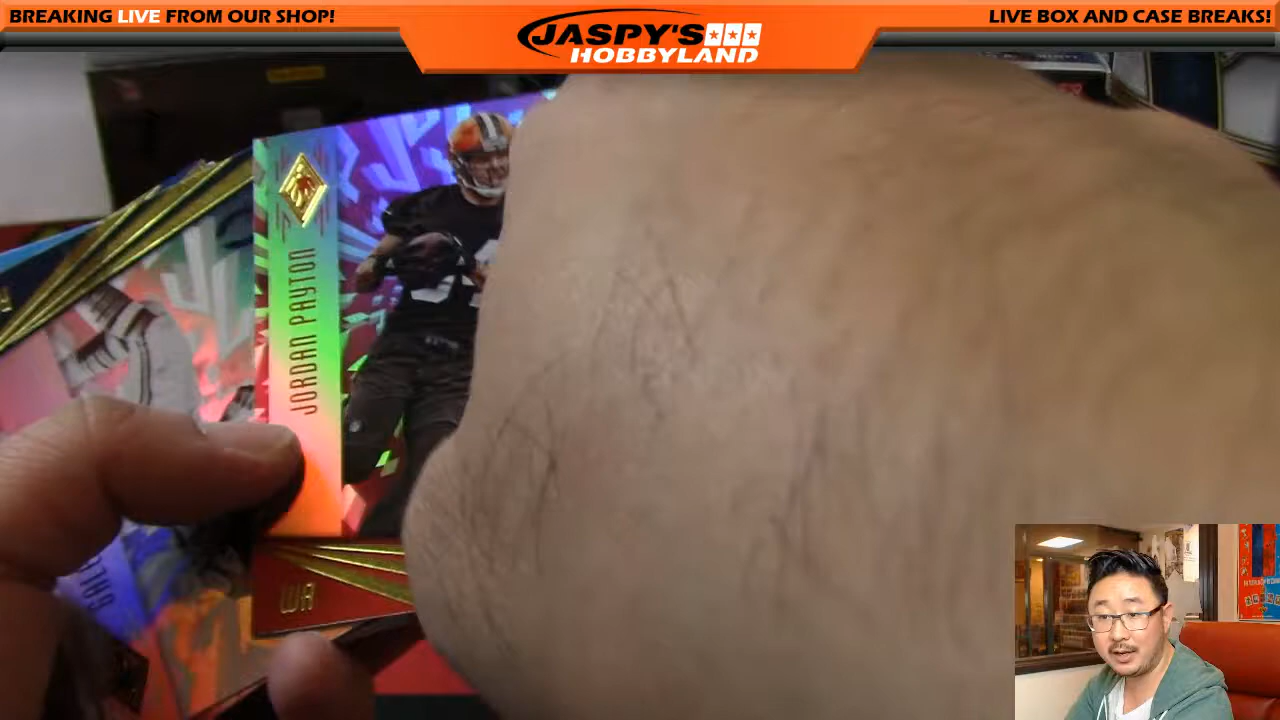 BREAKING LIVE FROM OUR SHOP!
JASPY'S
HOBBYLAND
LIVE BOX AND CASE BREAKS!
JORDAN PAYTON
WR